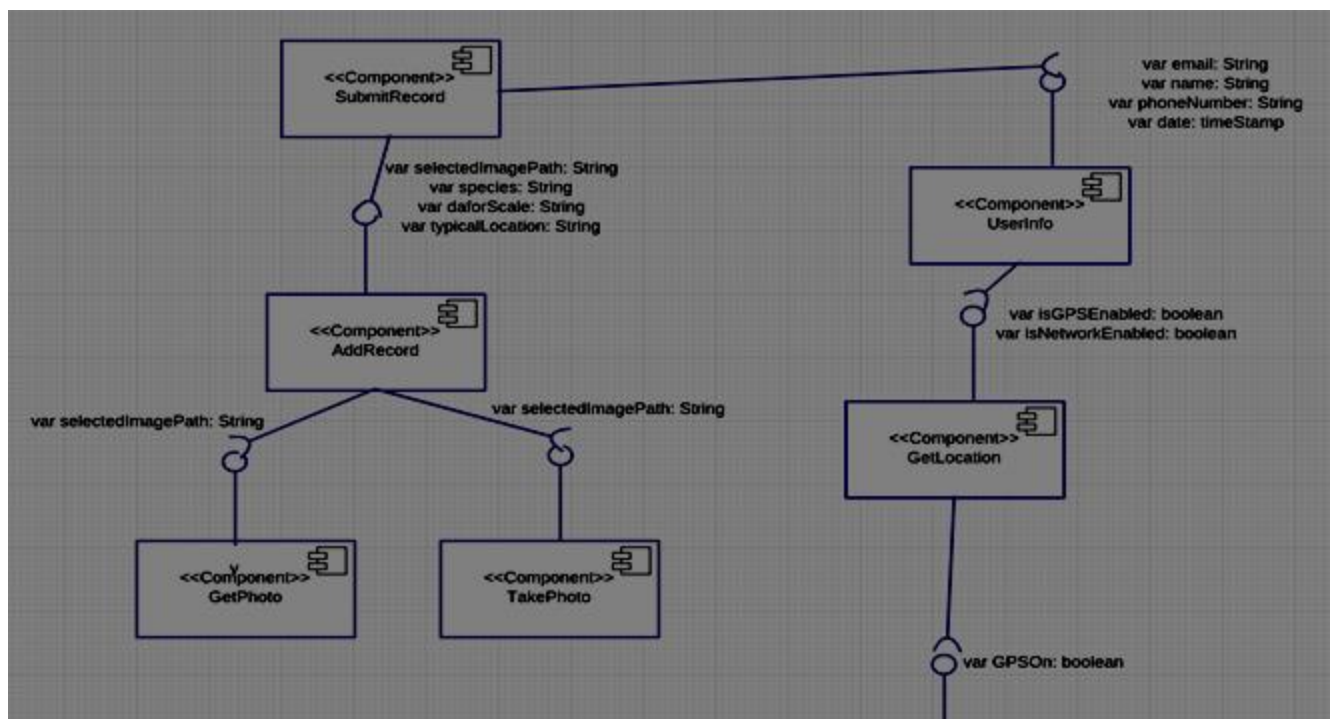 <<Component>>
SubmitRecord
var email: String
var name: String
var phoneNumber: String
var date: timeStamp
var selectedImagePath: String
var species: String
var daforScale: String
var typicalLocation: String
<<Component>>
UserInfo
<<Component>>
AddRecord
var isGPSEnabled: boolean
var isNetworkEnabled: boolean
var selectedImagePath: String
var selectedImagePath: String
<<Component>>
GetLocation
v
<<Component>>
GetPhoto
<<Component>>
TakePhoto
var GPSOn: boolean